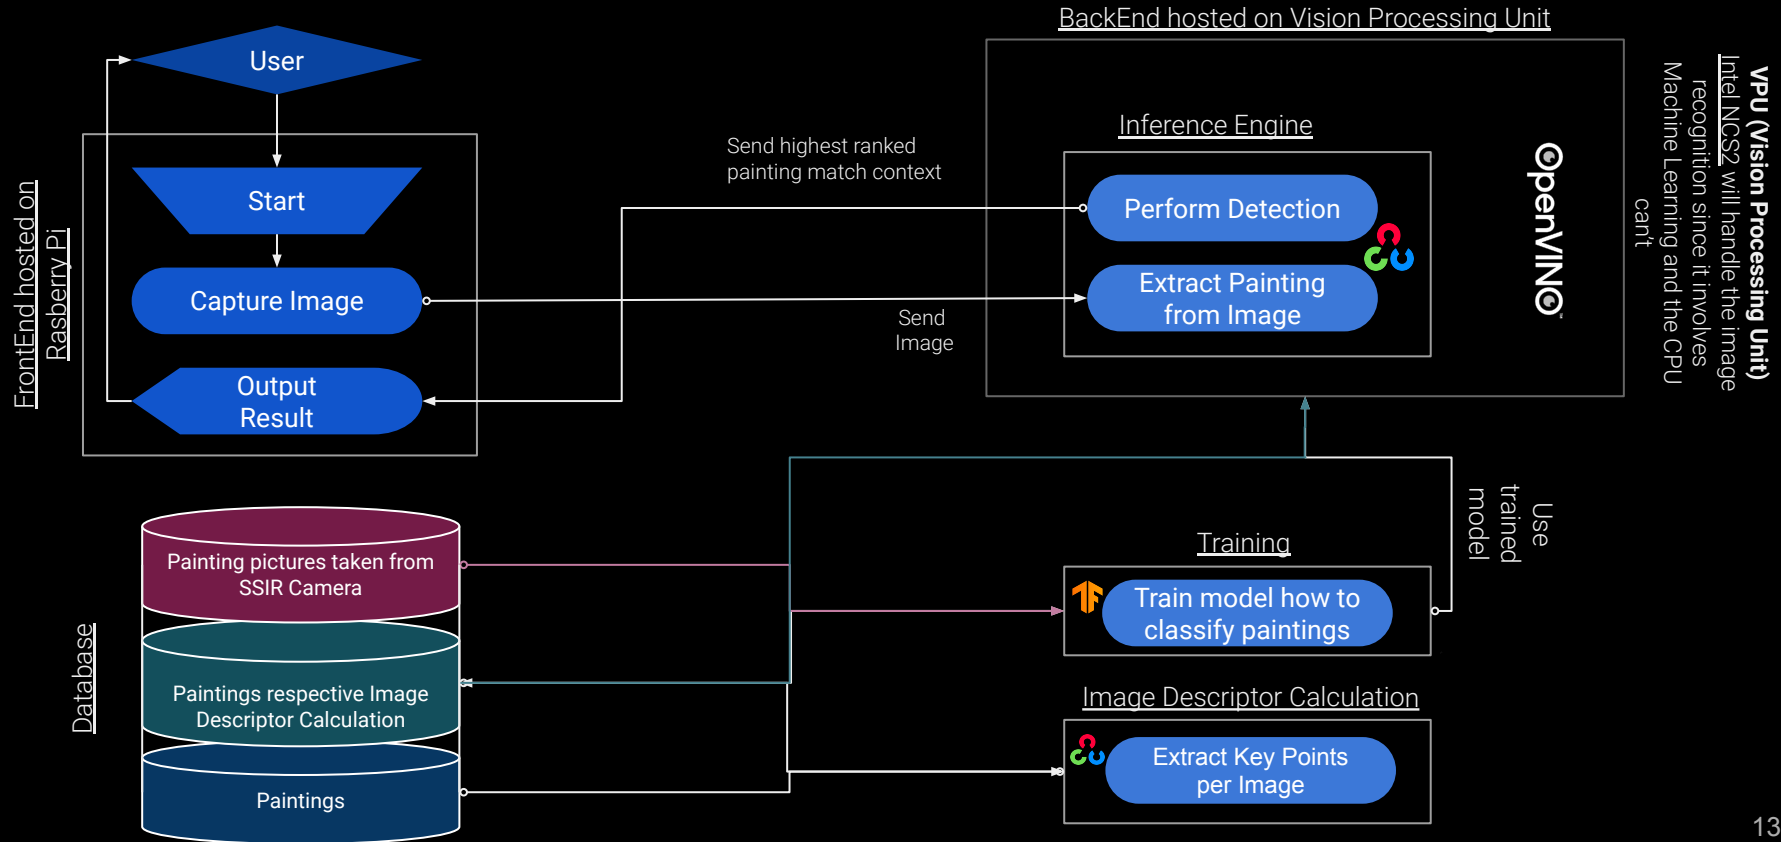 BackEnd hosted on Vision Processing Unit
User
Start
Capture Image
Output
Result
FrontEnd hosted on
Rasberry Pi
Send highest ranked
painting match context
Send
Image
Inference Engine
Perform Detection
Extract Painting
from Image
OpenVINO
VPU (Vision Processing Unit)
Intel NCS2 will handle the image
recognition since it involves
Machine Learning and the CPU
can't
Database
Painting pictures taken from
SSIR Camera
Paintings respective Image
Descriptor Calculation
Paintings
Use
trained
model
Training
Train model how to
classify paintings
Image Descriptor Calculation
Extract Key Points
per Image
13